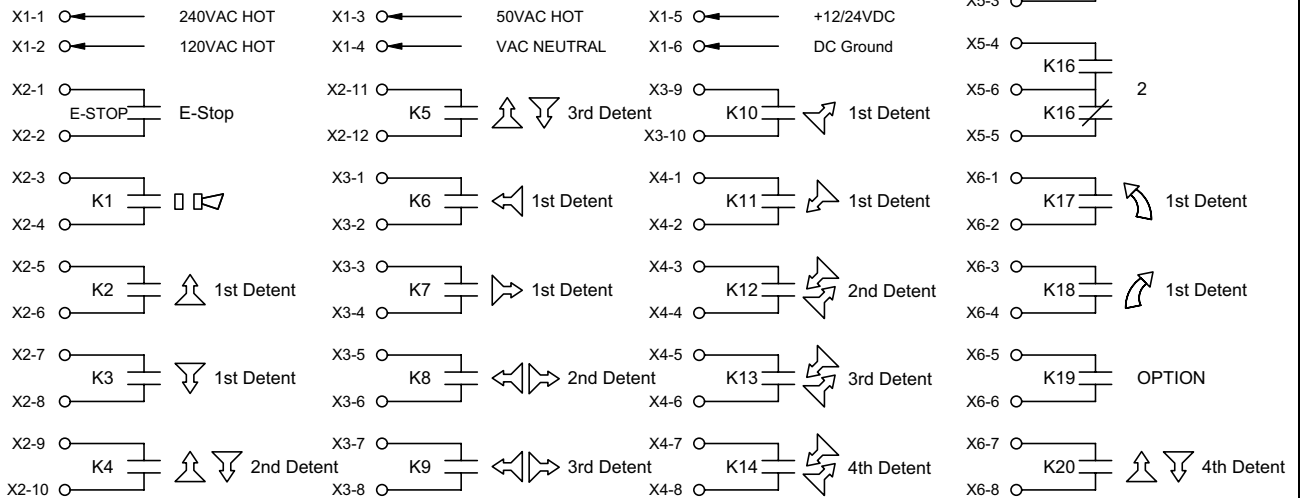 X1-1 240VAC HOT
X1-2 120VAC HOT
X2-1
E-STOP E-Stop
X2-2
X2-3
K1
X2-4
X2-5
K2 1st Detent
X2-6
X2-7
K3 1st Detent
X2-8
X2-9
K4 2nd Detent
X2-10
X1-3 50VAC HOT
X1-4 VAC NEUTRAL
X2-11
K5 3rd Detent
X2-12
X3-1
K6 1st Detent
X3-2
X3-3
K7 1st Detent
X3-4
X3-5
K8 2nd Detent
X3-6
X3-7
K9 3rd Detent
X3-8
X1-5 +12/24VDC
X1-6 DC Ground
X3-9
K10 1st Detent
X3-10
X4-1
K11 1st Detent
X4-2
X4-3
K12 2nd Detent
X4-4
X4-5
K13 3rd Detent
X4-6
X4-7
K14 4th Detent
X4-8
X5-3
X5-4
K16
X5-6 2
K16
X5-5
X6-1
K17 1st Detent
X6-2
X6-3
K18 1st Detent
X6-4
X6-5
K19 OPTION
X6-6
X6-7
K20 4th Detent
X6-8